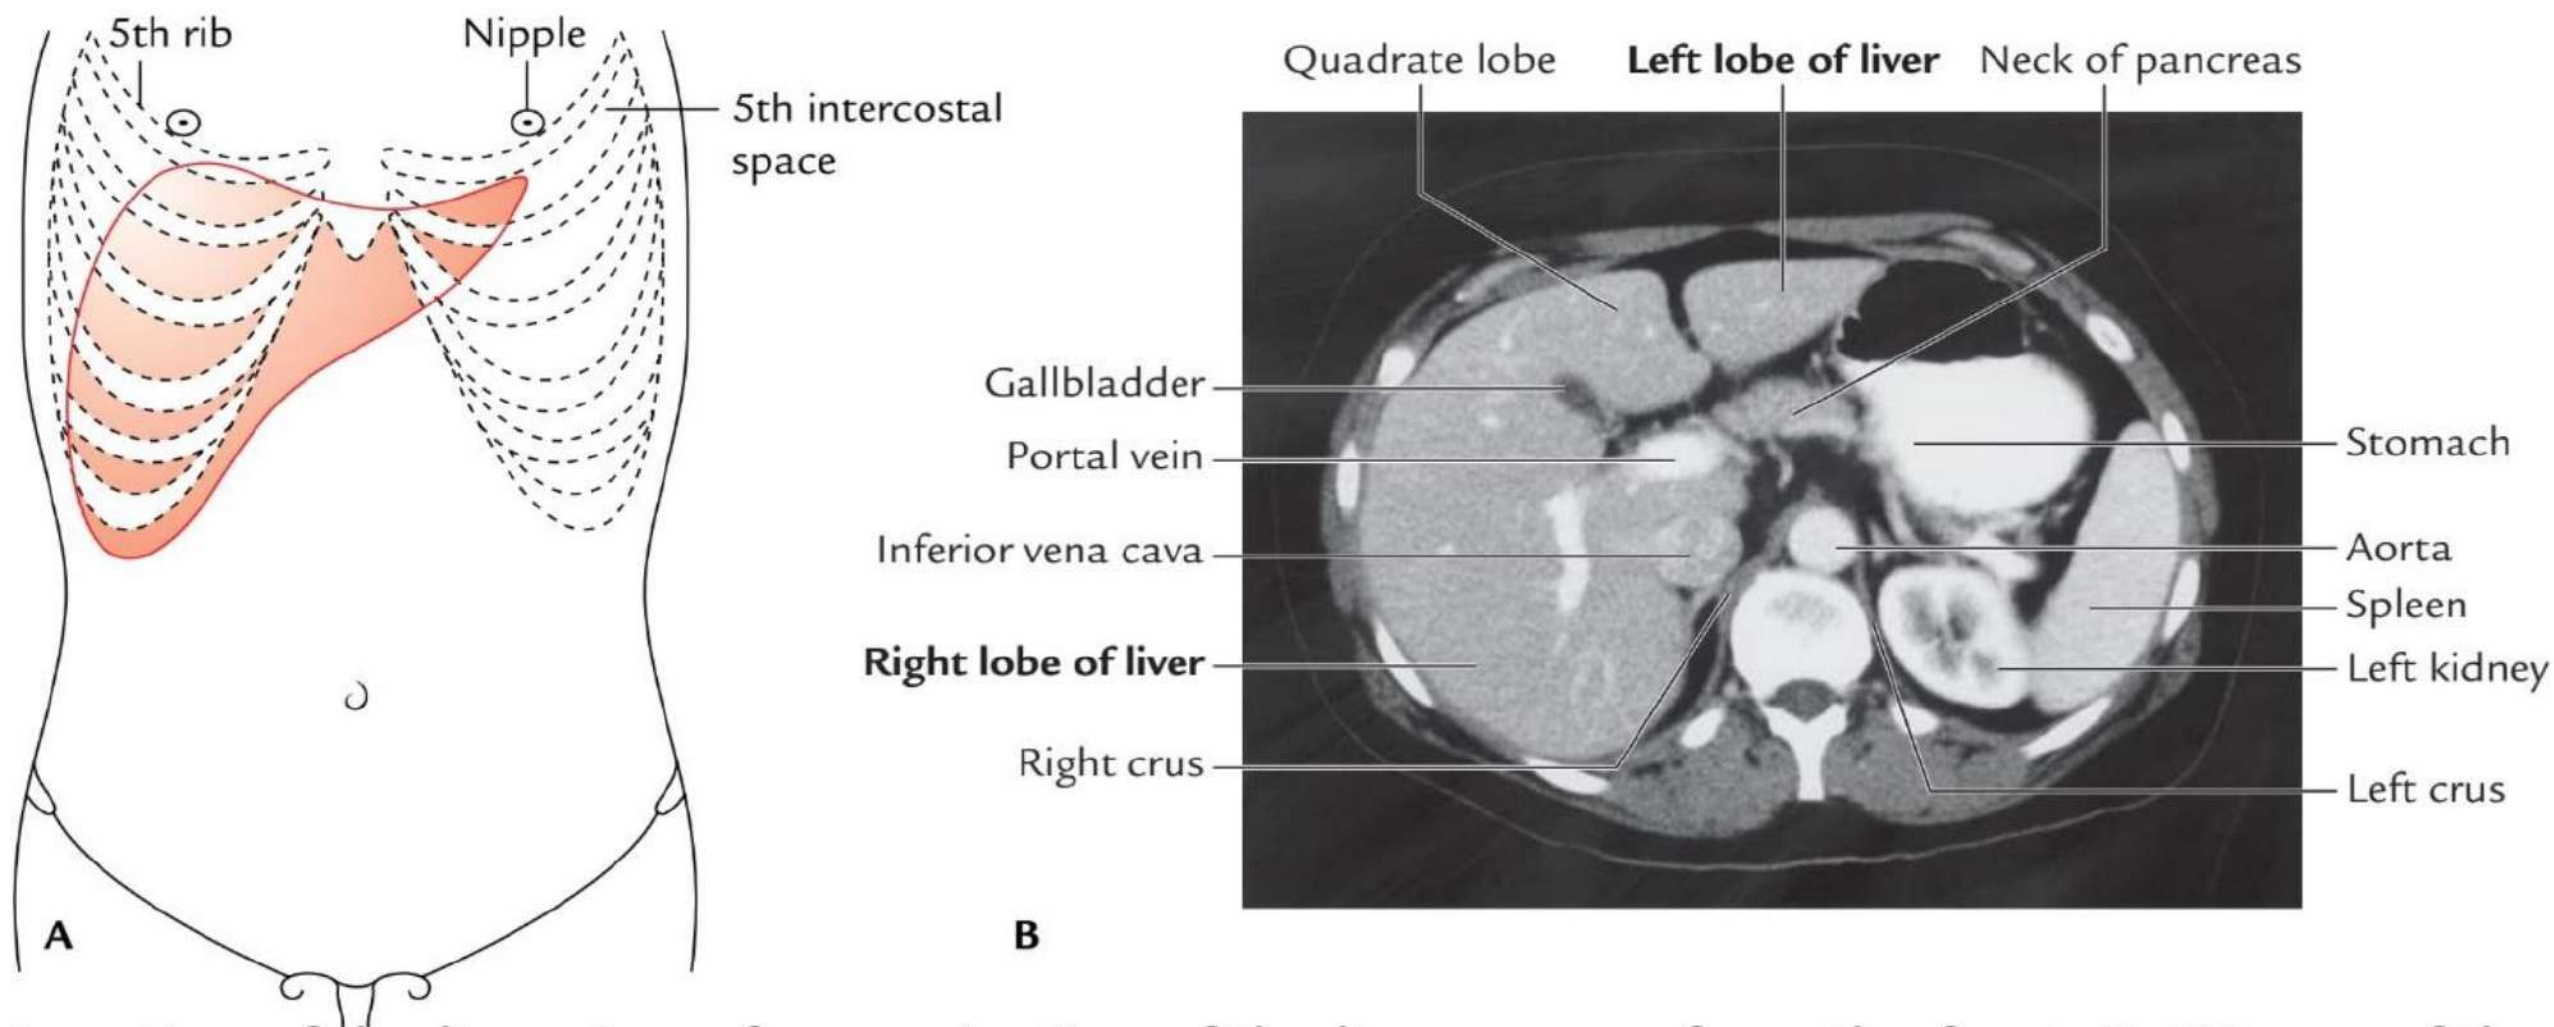 5th rib
Nipple
5th intercostal
space
A
Quadrate lobe
Left lobe of liver
Neck of pancreas
Gallbladder
Portal vein
Inferior vena cava
Right lobe of liver
Right crus
Stomach
Aorta
Spleen
Left kidney
Left crus
B